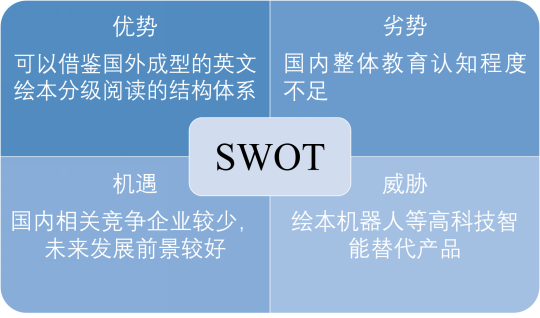 优势
可以借鉴国外成型的英文
绘本分级阅读的结构体系
劣势
国内整体教育认知程度
不足
SWOT
机遇
国内相关竞争企业较少，
未来发展前景较好
威胁
绘本机器人等高科技智
能替代产品